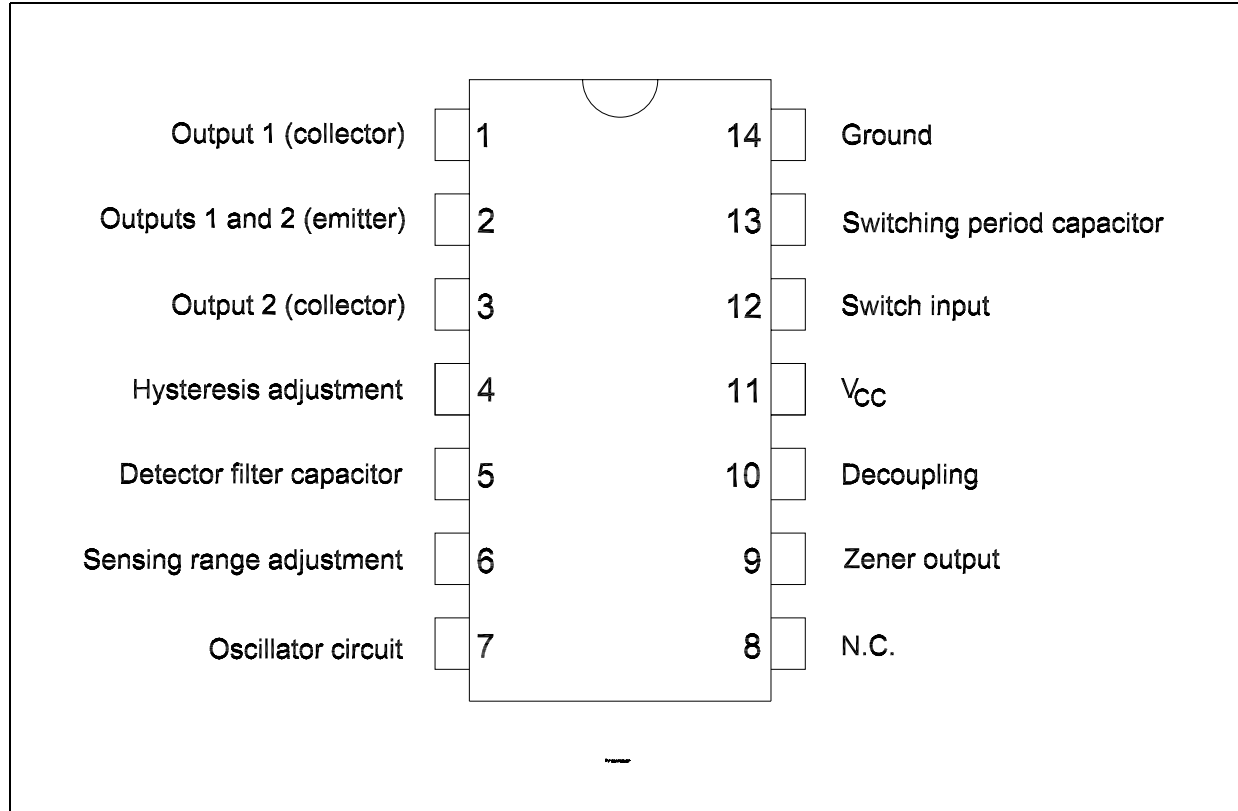 Output 1 (collector) 1 14 Ground
Outputs 1 and 2 (emitter) 2 13 Switching period capacitor
Output 2 (collector) 3 12 Switch input
Hysteresis adjustment 4 11 VCC
Detector filter capacitor 5 10 Decoupling
Sensing range adjustment 6 9 Zener output
Oscillator circuit 7 8 N.C.